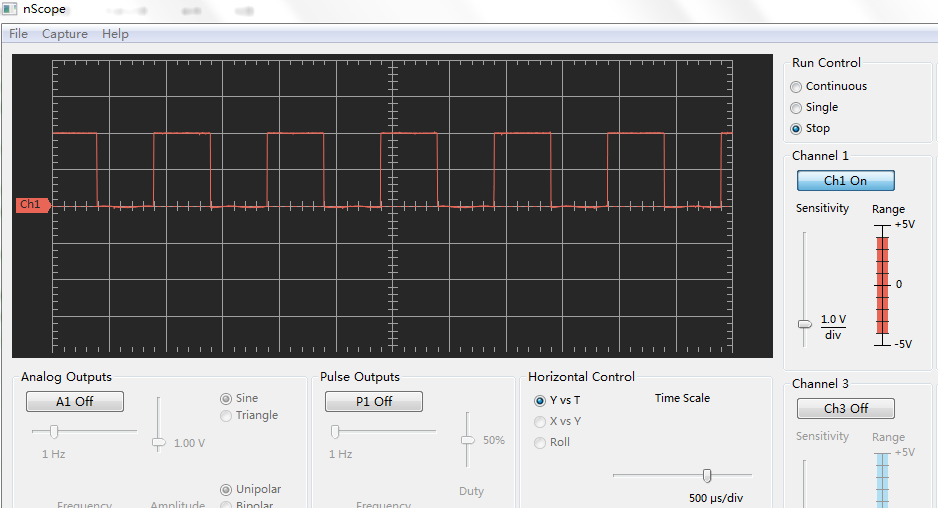 nScope
File Capture Help
Ch1
Run Control
Continuous
Single
Stop
Channel 1
Ch1 On
Sensitivity Range
+5V
0
1.0 V
div
-5V
Analog Outputs
A1 Off
Sine
Triangle
1.00 V
1 Hz
Unipolar
Frequency Amplitude Bipolar
Pulse Outputs
P1 Off
50%
1 Hz
Duty
Frequency
Horizontal Control
Y vs T
X vs Y
Roll
Time Scale
500 µs/div
Channel 3
Ch3 Off
Sensitivity Range
+5V